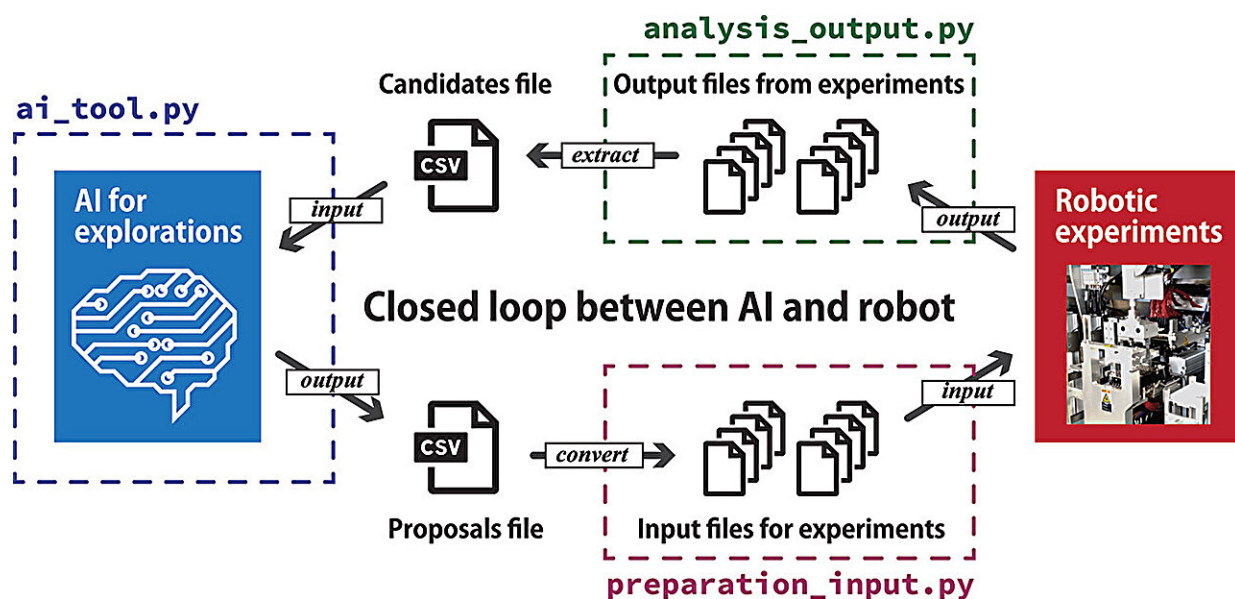 analysis_output.py
Candidates file
Output files from experiments
ai_tool.py
CSV
extract
AI for
explorations
input
output
Robotic
experiments
Closed loop between AI and robot
output
input
CSV
convert
Proposals file
Input files for experiments
preparation_input.py